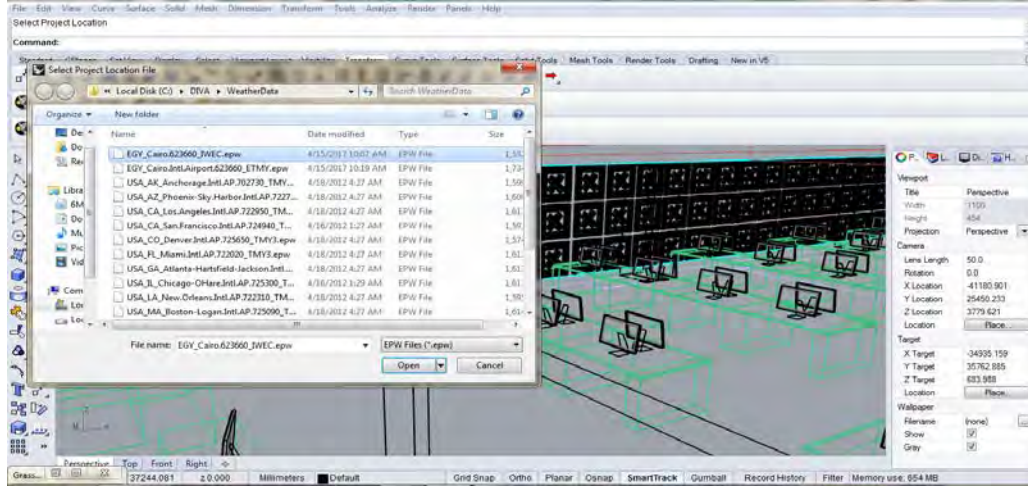 File Edit View Curve Surface Solid Mesh Dimension Transform Tools Analyze Render Panels Help
Select Project Location
Command:
Mesh Tools Render Tools Drafting New in V5
Select Project Location File
Local Disk (C:) DIVA WeatherData Search WeatherData
Organize New folder
Name Date modified Type Size
EGY_Cairo.623660_IWEC.epw 4/15/2017 10:07 AM EPW File
EGY_Cairo.Intl.Airport.623660_ETMY.epw 4/15/2017 10:19 AM EPW File
USA_AK_Anchorage.Intl.AP.702730_TMY... 4/18/2012 4:27 AM EPW File
USA_AZ_Phoenix-Sky.Harbor.Intl.AP.7227... 4/18/2012 4:27 AM EPW File
USA_CA_Los.Angeles.Intl.AP.722950_TM... 4/18/2012 4:27 AM EPW File
USA_CA_San.Francisco.Intl.AP.724940_T... EPW File
USA_CO_Denver.Intl.AP.725650_TMY3.epw 4/18/2012 4:27 AM EPW File
USA_FL_Miami.Intl.AP.722020_TMY3.epw 4/18/2012 4:27 AM EPW File
USA_GA_Atlanta-Hartsfield-Jackson.Intl... 4/18/2012 4:27 AM EPW File
USA_IL_Chicago-OHare.Intl.AP.725300_T... EPW File
USA_LA_New.Orleans.Intl.AP.722310_TM... 4/18/2012 4:27 AM EPW File
USA_MA_Boston-Logan.Intl.AP.725090_T... 4/18/2012 4:27 AM EPW File
File name: EGY_Cairo.623660_IWEC.epw EPW Files (*.epw)
Open Cancel
P... L... Di... H...
Viewport
Title Perspective
Width 1100
Height 454
Projection Perspective
Camera
Lens Length 50.0
Rotation 0.0
X Location -41180.901
Y Location 25450.233
Z Location 3779.621
Location Place...
Target
X Target -34935.159
Y Target 35762.885
Z Target 683.988
Location Place...
Wallpaper
Filename (none)
Show
Gray
Perspective Top Front Right
Grass... 37244.081 z 0.000 Millimeters Default Grid Snap Ortho Planar Osnap SmartTrack Gumball Record History Filter Memory use: 654 MB